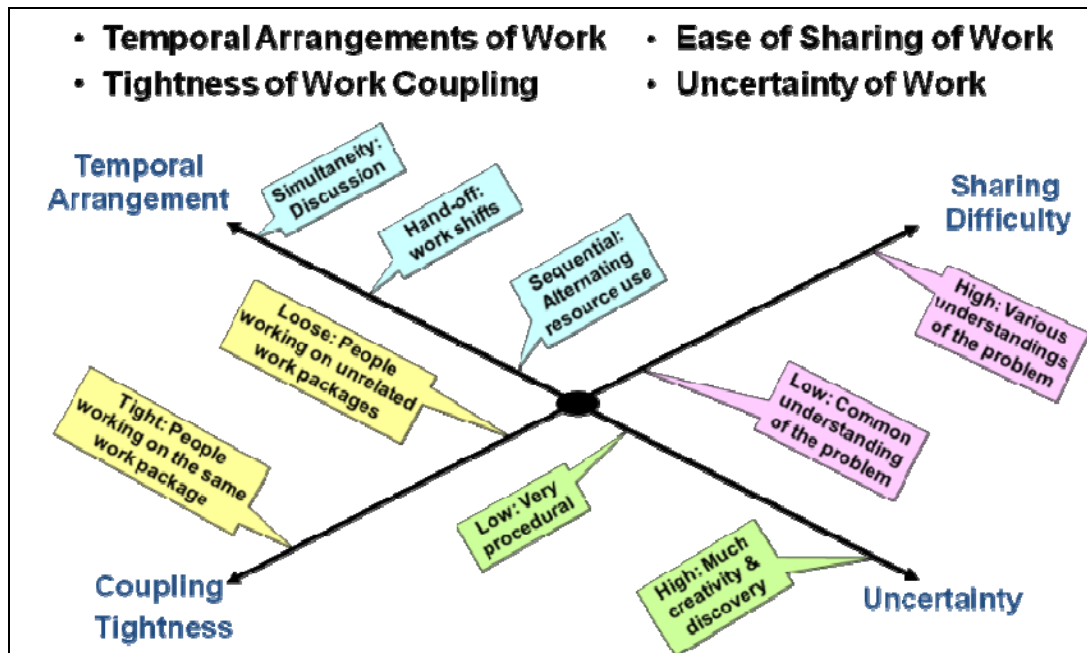 • Temporal Arrangements of Work
• Ease of Sharing of Work
• Tightness of Work Coupling
• Uncertainty of Work
Temporal
Arrangement
Simultaneity:
Discussion
Hand-off:
work shifts
Sequential:
Alternating
resource use
Sharing
Difficulty
High: Various
understandings
of the problem
Low: Common
understanding
of the problem
Loose: People
working on unrelated
work packages
Tight: People
working on the same
work package
Low: Very
procedural
High: Much
creativity &
discovery
Coupling
Tightness
Uncertainty